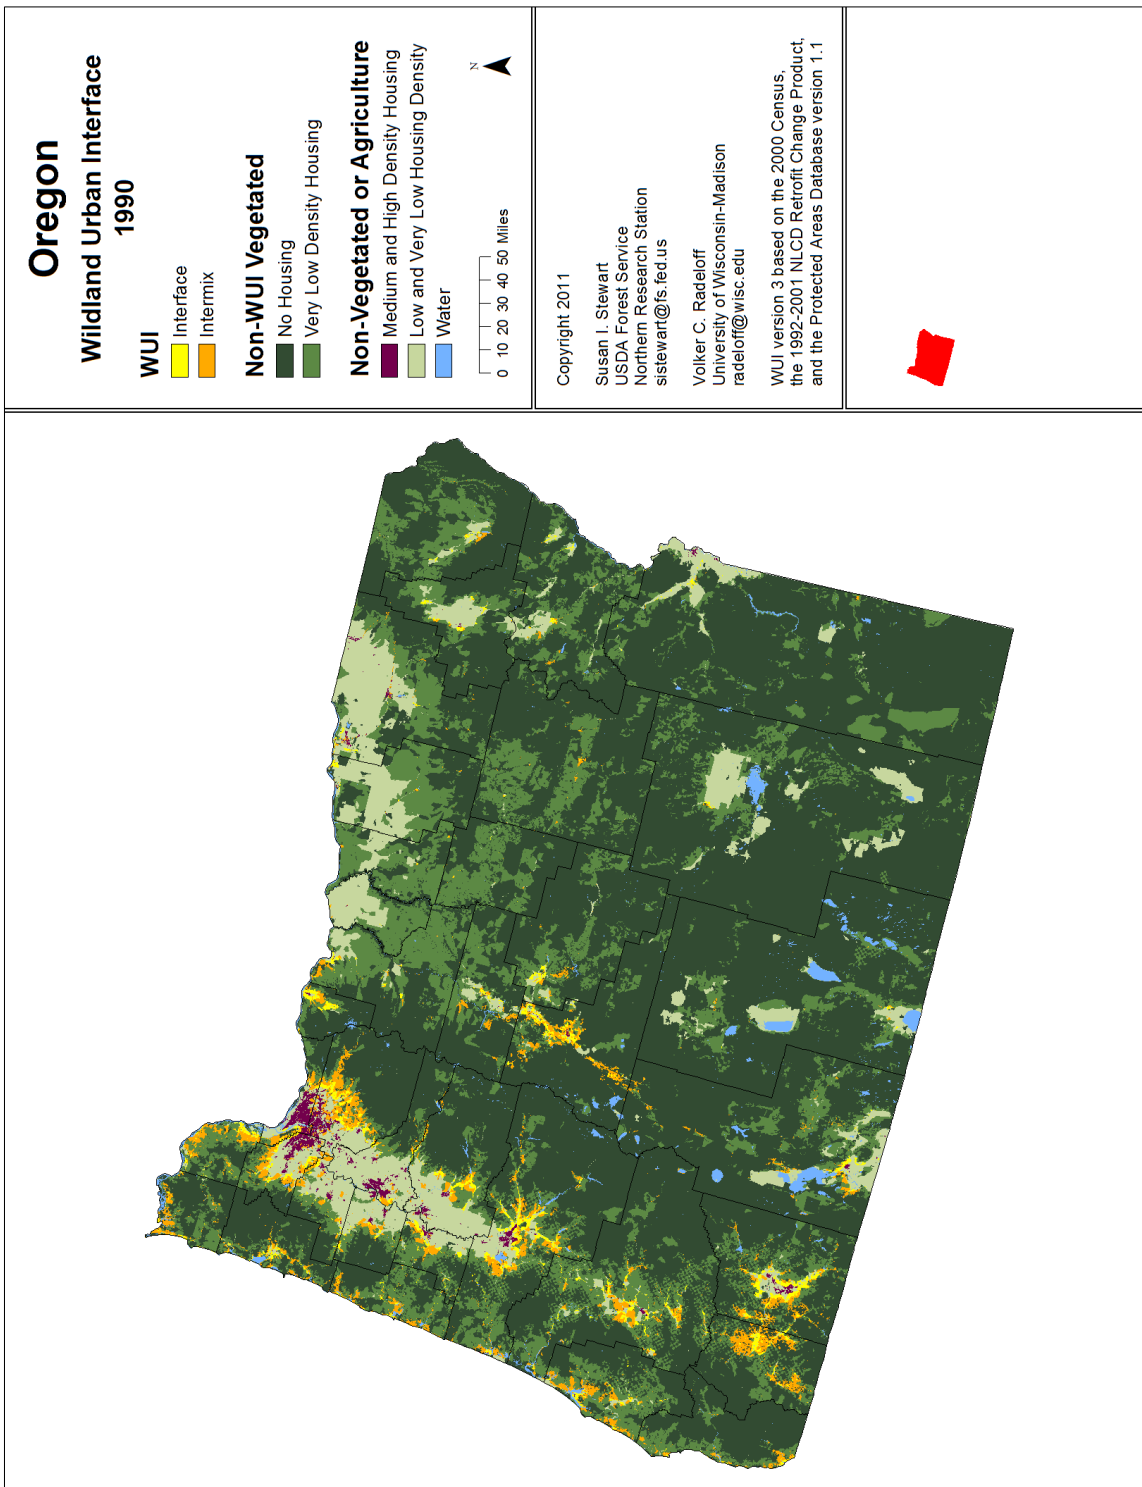 Oregon
Wildland Urban Interface
1990
WUI
Interface
Intermix
Non-WUI Vegetated
No Housing
Very Low Density Housing
Non-Vegetated or Agriculture
Medium and High Density Housing
Low and Very Low Housing Density
Water
N
0 10 20 30 40 50 Miles
Copyright 2011
Susan I. Stewart
USDA Forest Service
Northern Research Station
sistewart@fs.fed.us
Volker C. Radeloff
University of Wisconsin-Madison
radeloff@wisc.edu
WUI version 3 based on the 2000 Census,
the 1992-2001 NLCD Retrofit Change Product,
and the Protected Areas Database version 1.1